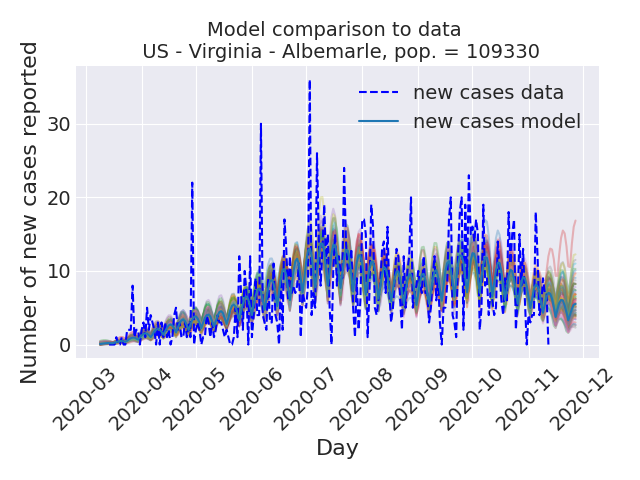 Model comparison to data
US - Virginia - Albemarle, pop. = 109330
Number of new cases reported
30
20
10
0
new cases data
new cases model
2020-03
2020-04
2020-05
2020-06
2020-07
2020-08
2020-09
2020-10
2020-11
2020-12
Day